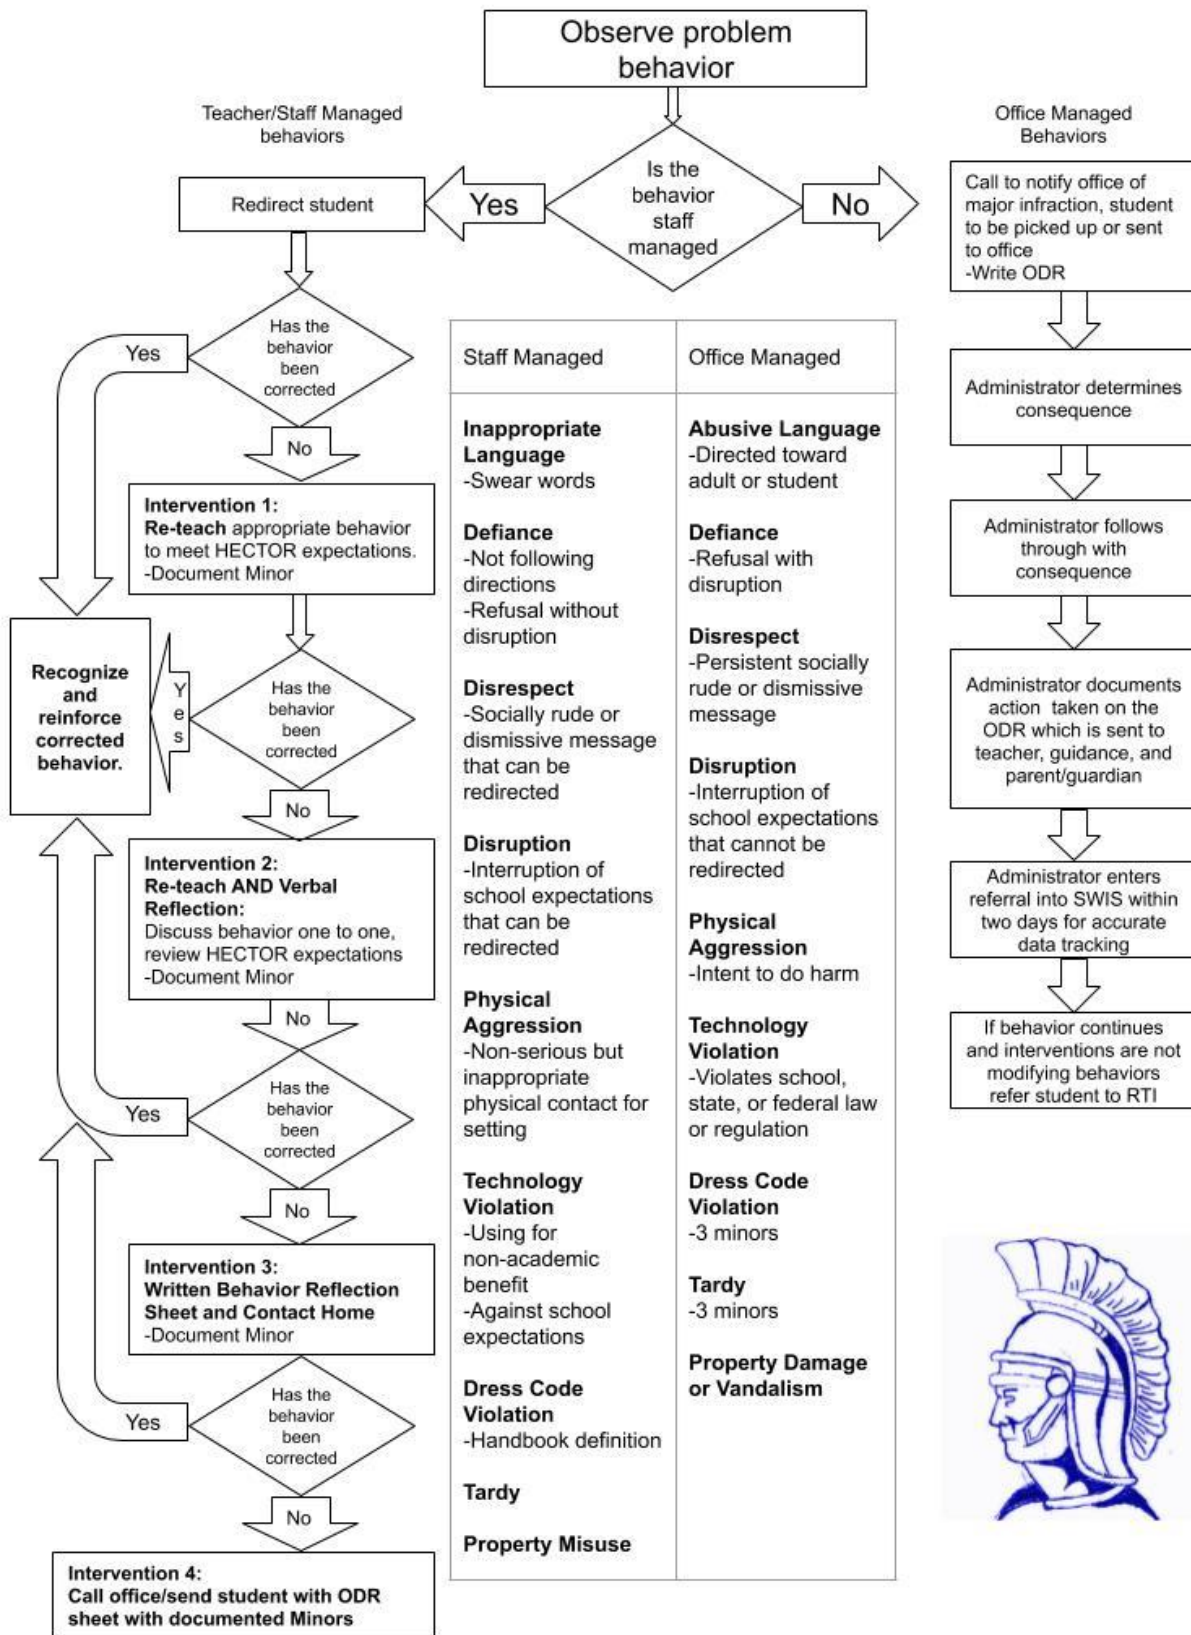 Observe problem
behavior
Teacher/Staff Managed
behaviors
Office Managed
Behaviors
Is the
behavior
staff
managed
Yes
No
Redirect student
Call to notify office of
major infraction, student
to be picked up or sent
to office
-Write ODR
Has the
behavior
been
corrected
Yes
No
Intervention 1:
Re-teach appropriate behavior
to meet HECTOR expectations.
-Document Minor
Has the
behavior
been
corrected
Yes
Recognize
and
reinforce
corrected
behavior.
No
Intervention 2:
Re-teach AND Verbal
Reflection:
Discuss behavior one to one,
review HECTOR expectations
-Document Minor
No
Has the
behavior
been
corrected
Yes
No
Intervention 3:
Written Behavior Reflection
Sheet and Contact Home
-Document Minor
Has the
behavior
been
corrected
Yes
No
Intervention 4:
Call office/send student with ODR
sheet with documented Minors
Staff Managed
Inappropriate
Language
-Swear words
Defiance
-Not following
directions
-Refusal without
disruption
Disrespect
-Socially rude or
dismissive message
that can be
redirected
Disruption
-Interruption of
school expectations
that can be
redirected
Physical
Aggression
-Non-serious but
inappropriate
physical contact for
setting
Technology
Violation
-Using for
non-academic
benefit
-Against school
expectations
Dress Code
Violation
-Handbook definition
Tardy
Property Misuse
Office Managed
Abusive Language
-Directed toward
adult or student
Defiance
-Refusal with
disruption
Disrespect
-Persistent socially
rude or dismissive
message
Disruption
-Interruption of
school expectations
that cannot be
redirected
Physical
Aggression
-Intent to do harm
Technology
Violation
-Violates school,
state, or federal law
or regulation
Dress Code
Violation
-3 minors
Tardy
-3 minors
Property Damage
or Vandalism
Administrator determines
consequence
Administrator follows
through with
consequence
Administrator documents
action taken on the
ODR which is sent to
teacher, guidance, and
parent/guardian
Administrator enters
referral into SWIS within
two days for accurate
data tracking
If behavior continues
and interventions are not
modifying behaviors
refer student to RTI